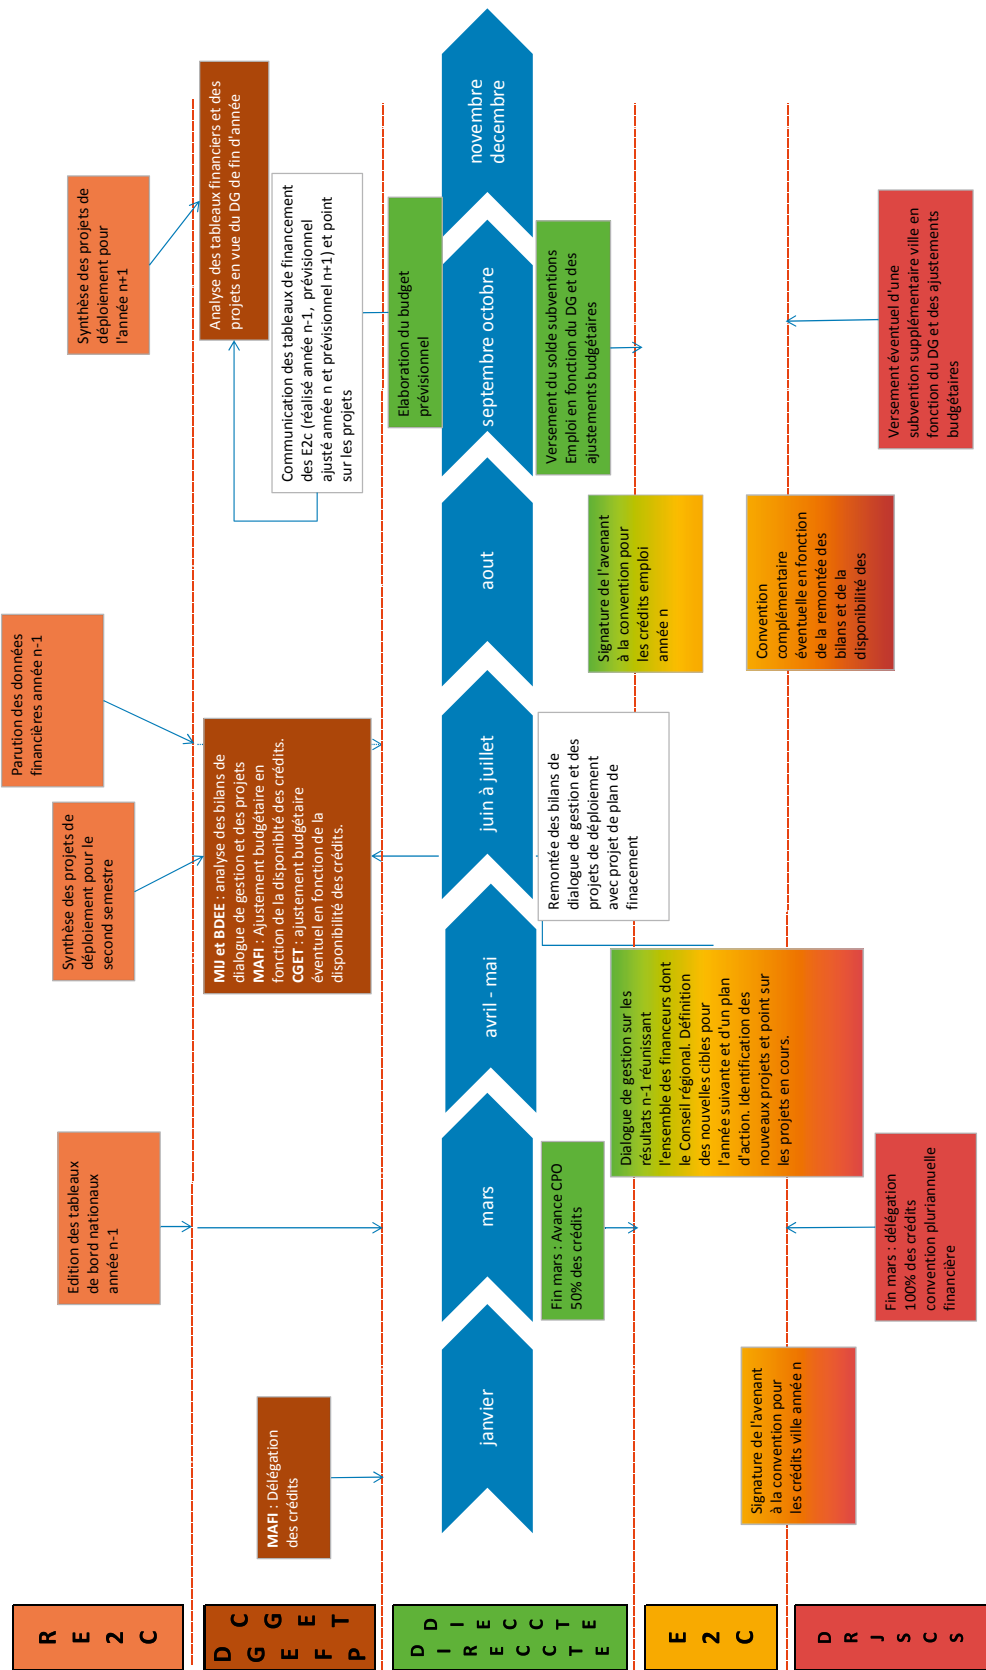 RE2C
Edition des tableaux
de bord nationaux
année n-1
Synthèse des projets de
déploiement pour le
second semestre
Parution des données
financières année n-1
Synthèse des projets de
déploiement pour
l'année n+1
DGEFP
CGET
MAFI : Délégation
des crédits
MIJ et BDEE : analyse des bilans de
dialogue de gestion et des projets
MAFI : Ajustement budgétaire en
fonction de la disponiblté des crédits.
CGET : ajustement budgétaire
éventuel en fonction de la
disponibilité des crédits.
Analyse des tableaux financiers et des
projets en vue du DG de fin d'année
Communication des tableaux de financement
des E2c (réalisé année n-1, prévisionnel
ajusté année n et prévisionnel n+1) et point
sur les projets
Elaboration du budget
prévisionnel
DIRECCTE
DIECCTE
janvier
mars
avril - mai
juin à juillet
aout
septembre octobre
novembre
decembre
Fin mars : Avance CPO
50% des crédits
Remontée des bilans de
dialogue de gestion et des
projets de déploiement
avec projet de plan de
finacement
Signature de l'avenant
à la convention pour
les crédits emploi
année n
Versement du solde subventions
Emploi en fonction du DG et des
ajustements budgétaires
E2C
Dialogue de gestion sur les
résultats n-1 réunissant
l'ensemble des financeurs dont
le Conseil régional. Définition
des nouvelles cibles pour
l'année suivante et d'un plan
d'action. Identification des
nouveaux projets et point sur
les projets en cours.
Signature de l'avenant
à la convention pour
les crédits ville année n
Convention
complémentaire
éventuelle en fonction
de la remontée des
bilans et de la
disponibilité des
DRJSCS
Fin mars : délégation
100% des crédits
convention pluriannuelle
financière
Versement éventuel d'une
subvention supplémentaire ville en
fonction du DG et des ajustements
budgétaires